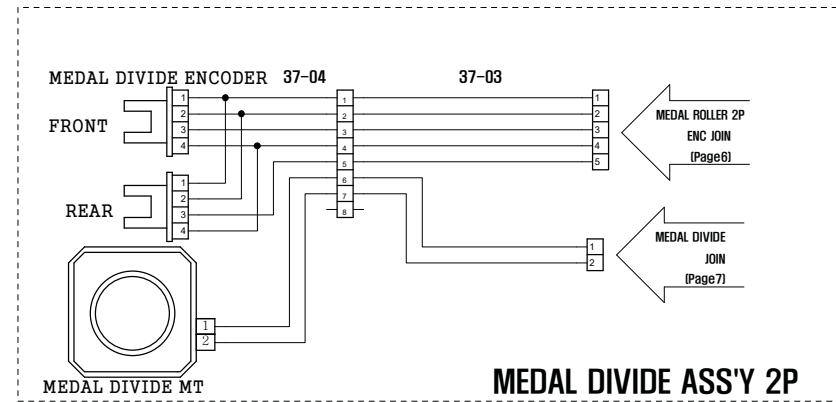 MEDAL DIVIDE ENCODER 37-04 37-03
FRONT
1
2
3
4
REAR
1
2
3
4
1
2
3
4
5
6
7
8
1
2
3
4
5
MEDAL ROLLER 2P
ENC JOIN
(Page6)
1
2
MEDAL DIVIDE
JOIN
(Page7)
1
2
MEDAL DIVIDE MT
MEDAL DIVIDE ASS'Y 2P